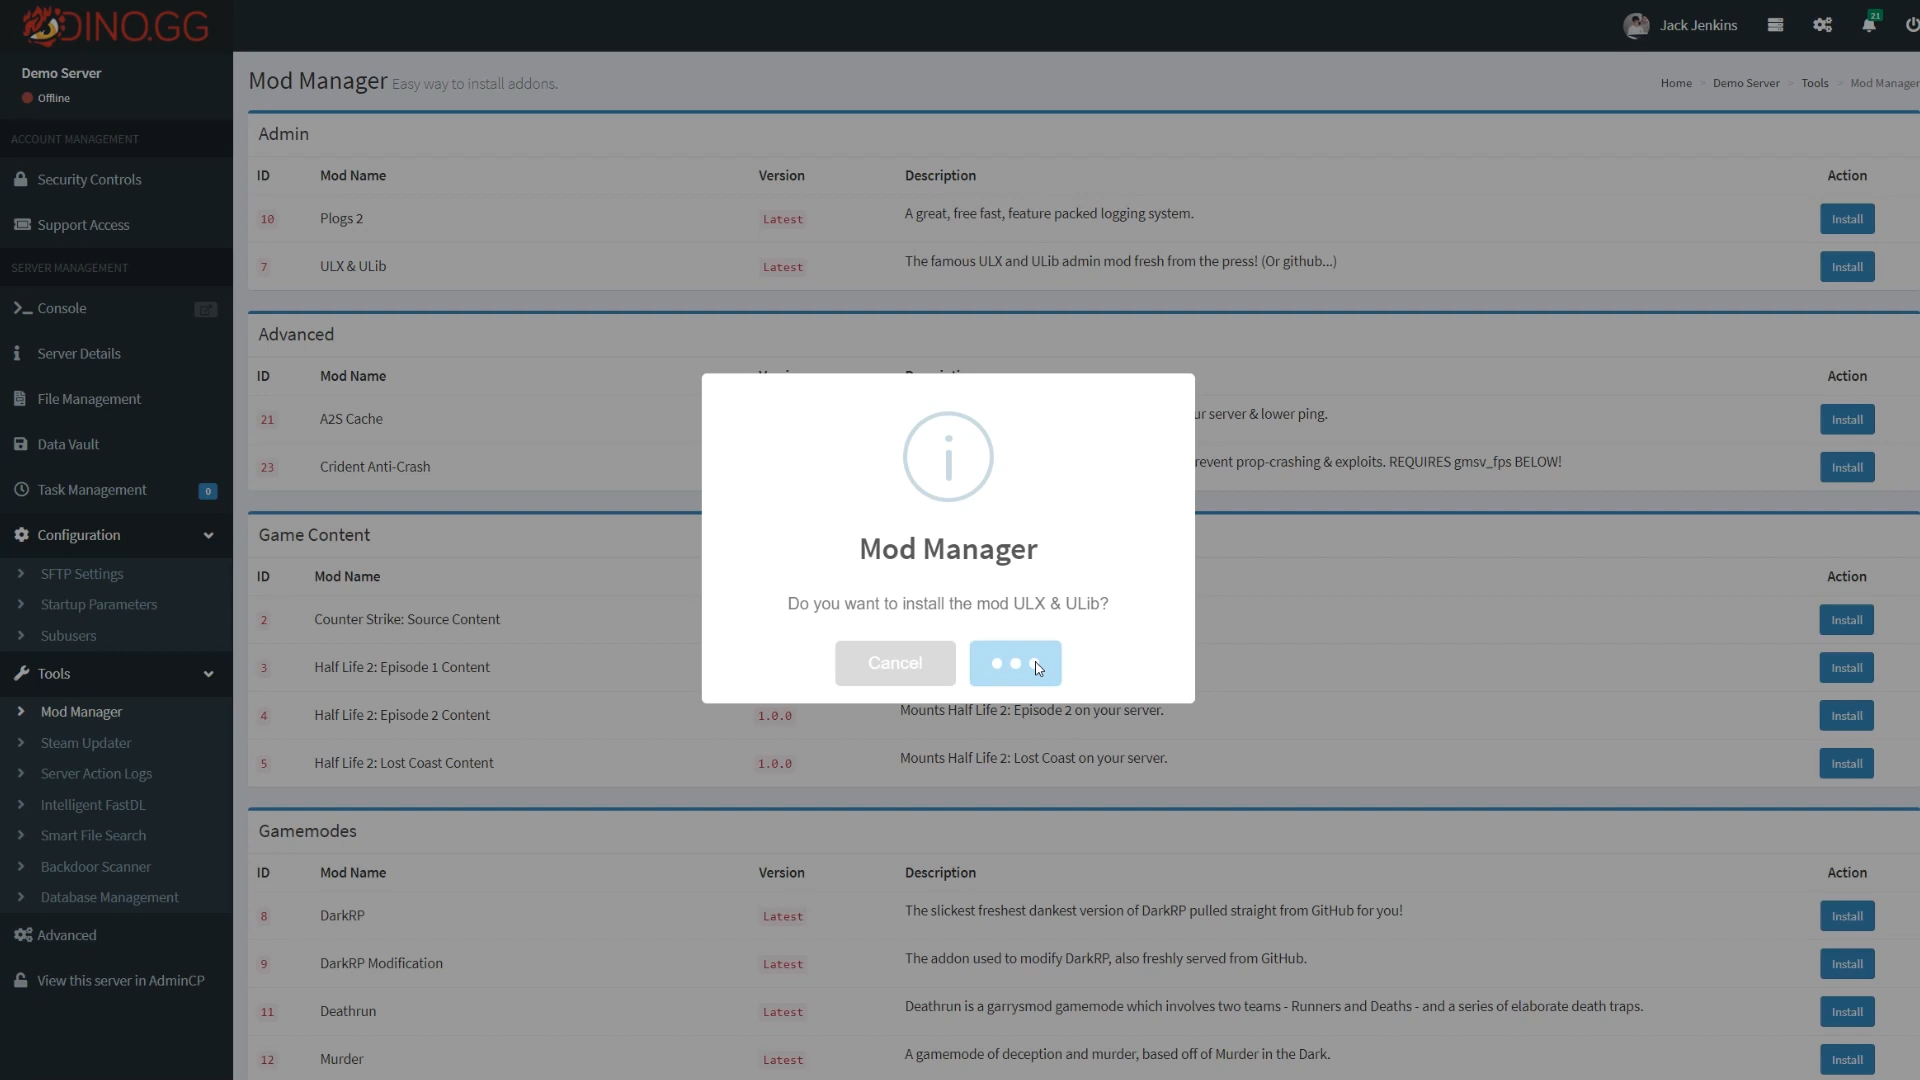 DINO.GG
Jack Jenkins
21
Demo Server
Offline
ACCOUNT MANAGEMENT
Security Controls
Support Access
SERVER MANAGEMENT
Console
Server Details
File Management
Data Vault
Task Management 0
Configuration
SFTP Settings
Startup Parameters
Subusers
Tools
Mod Manager
Steam Updater
Server Action Logs
Intelligent FastDL
Smart File Search
Backdoor Scanner
Database Management
Advanced
View this server in AdminCP
Mod Manager Easy way to install addons.
Home > Demo Server > Tools > Mod Manager
Admin
ID Mod Name Version Description Action
10 Plogs 2 Latest A great, free fast, feature packed logging system. Install
7 ULX & ULib Latest The famous ULX and ULib admin mod fresh from the press! (Or github...) Install
Advanced
ID Mod Name Action
21 A2S Cache server & lower ping. Install
23 Crident Anti-Crash prop-crashing & exploits. REQUIRES gmsv_fps BELOW! Install
Game Content
ID Mod Name Action
2 Counter Strike: Source Content Install
3 Half Life 2: Episode 1 Content Install
4 Half Life 2: Episode 2 Content 1.0.0 Mounts Half Life 2: Episode 2 on your server. Install
5 Half Life 2: Lost Coast Content 1.0.0 Mounts Half Life 2: Lost Coast on your server. Install
Mod Manager
Do you want to install the mod ULX & ULib?
Cancel
Gamemodes
ID Mod Name Version Description Action
8 DarkRP Latest The slickest freshest dankest version of DarkRP pulled straight from GitHub for you! Install
9 DarkRP Modification Latest The addon used to modify DarkRP, also freshly served from GitHub. Install
11 Deathrun Latest Deathrun is a garrysmod gamemode which involves two teams - Runners and Deaths - and a series of elaborate death traps. Install
12 Murder Latest A gamemode of deception and murder, based off of Murder in the Dark. Install